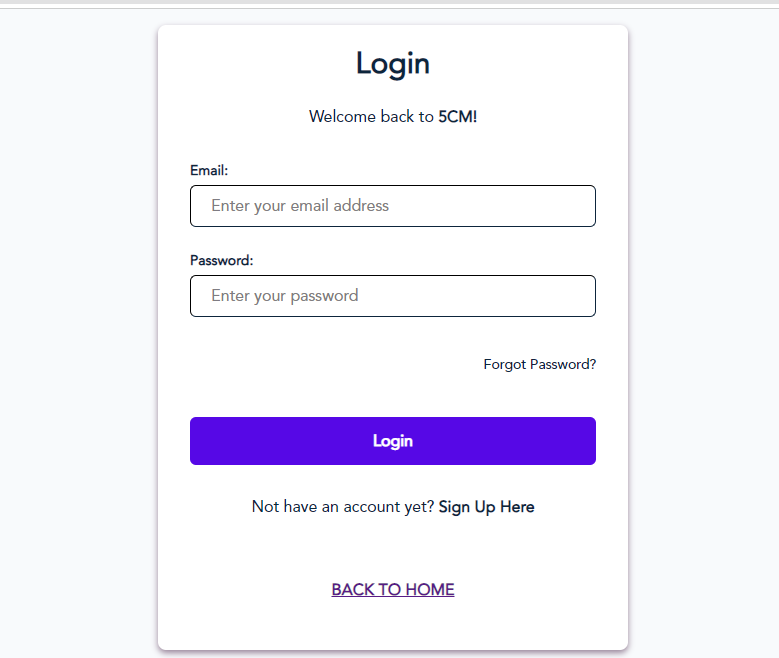 Login
Welcome back to 5CM!
Email:
Enter your email address
Password:
Enter your password
Forgot Password?
Login
Not have an account yet? Sign Up Here
BACK TO HOME